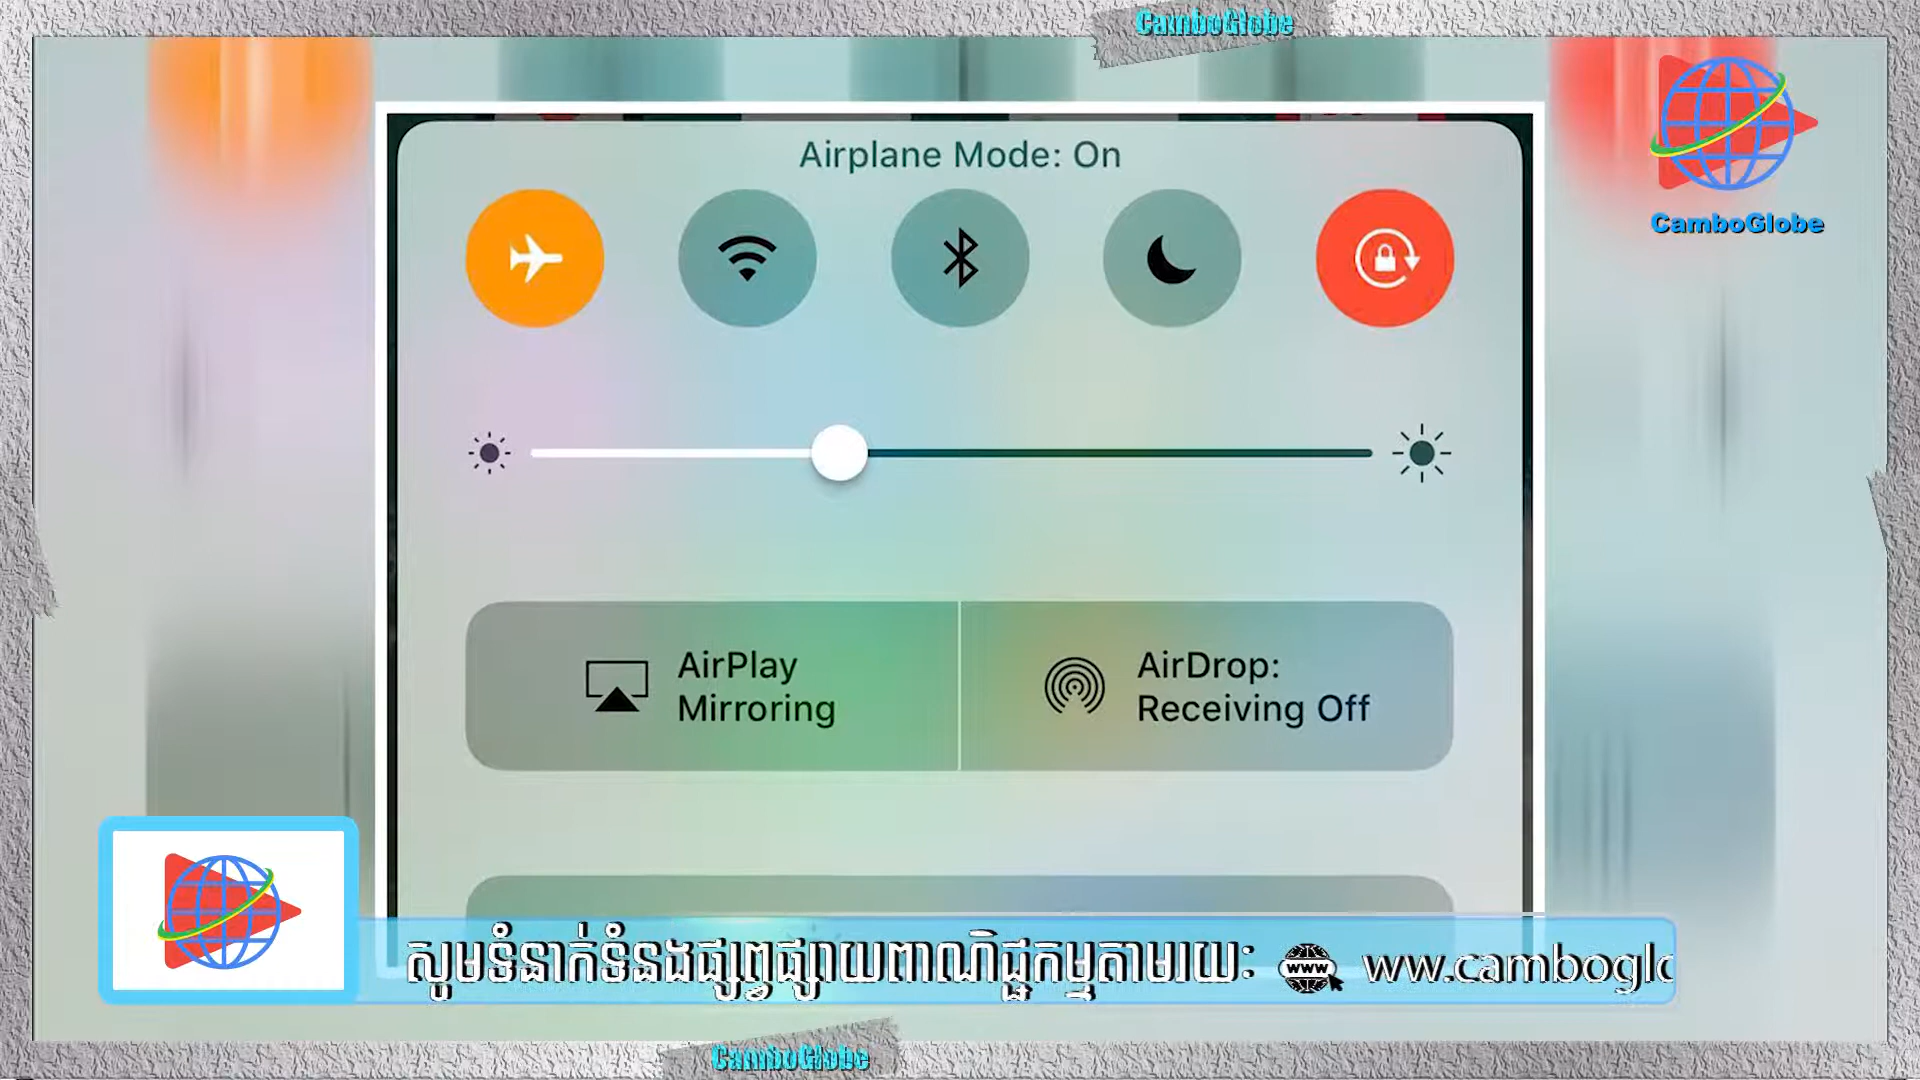 CamboGlobe
CamboGlobe
Airplane Mode: On
AirPlay
Mirroring
AirDrop:
Receiving Off
សូមទំនាក់ទំនងផ្សព្វផ្សាយពាណិជ្ជកម្មតាមរយៈ www ww.camboglo
CamboGlobe